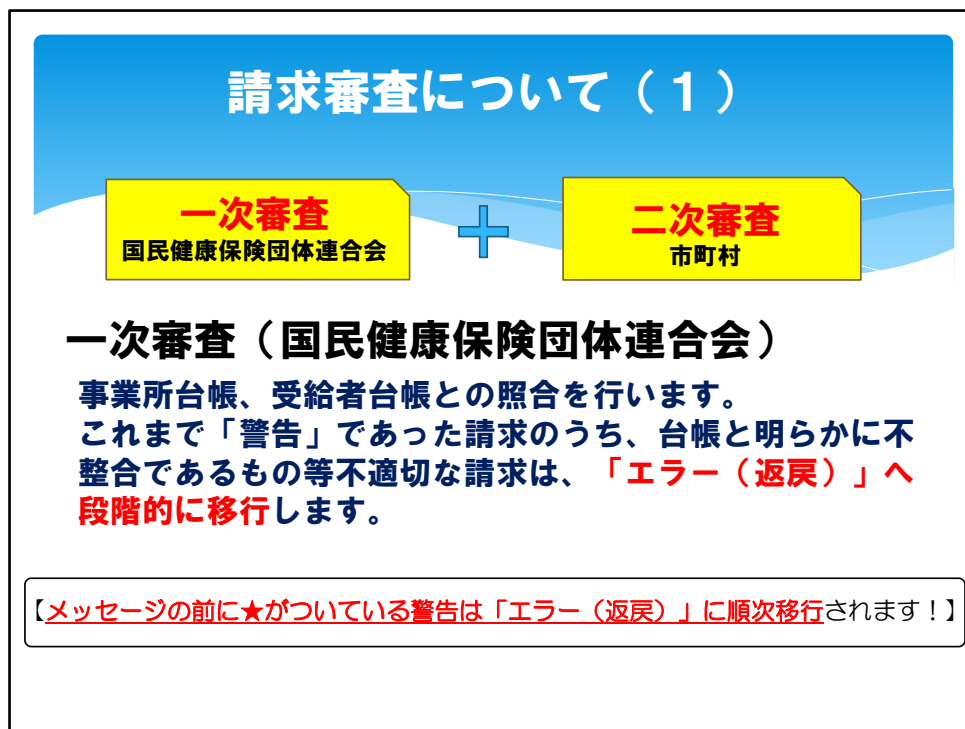 請求審査について(1)
一次審査
国民健康保険団体連合会
二次審査
市町村
一次審査(国民健康保険団体連合会)
事業所台帳、受給者台帳との照合を行います。
これまで「警告」であった請求のうち、台帳と明らかに不
整合であるもの等不適切な請求は、「エラー(返戻)」へ
段階的に移行します。
【メッセージの前に★がついている警告は「エラー(返戻)」に順次移行されます!】